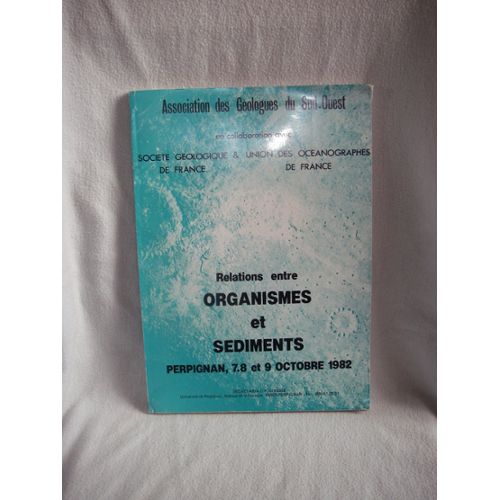 Association des Géologues du Sud-Ouest
en collaboration avec
SOCIETE GEOLOGIQUE & UNION DES OCEANOGRAPHES
DE FRANCE DE FRANCE
Relations entre
ORGANISMES
et
SEDIMENTS
PERPIGNAN, 7.8 et 9 OCTOBRE 1982